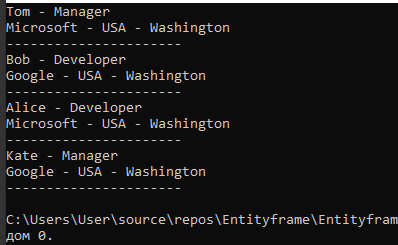 Tom - Manager
Microsoft - USA - Washington
----------------------
Bob - Developer
Google - USA - Washington
----------------------
Alice - Developer
Microsoft - USA - Washington
----------------------
Kate - Manager
Google - USA - Washington
----------------------
C:\Users\User\source\repos\Entityframe\Entityfram
дом 0.